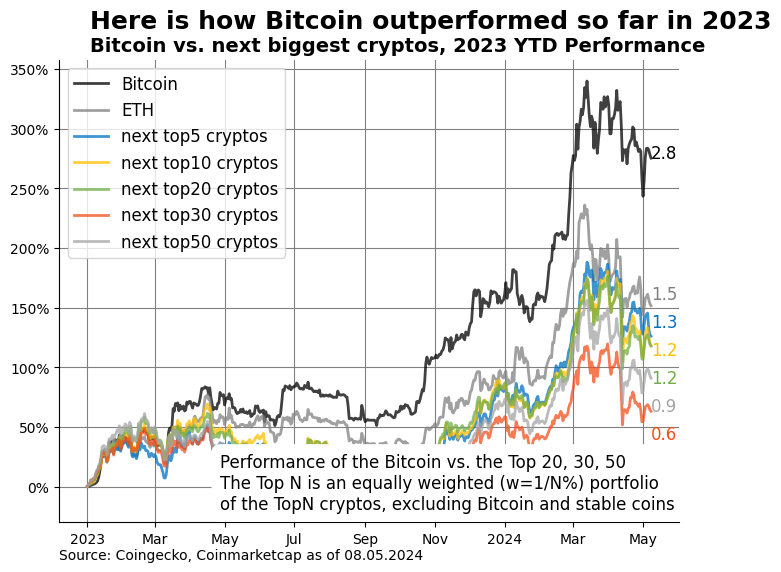 Here is how Bitcoin outperformed so far in 2023
Bitcoin vs. next biggest cryptos, 2023 YTD Performance
350%
300%
250%
200%
150%
100%
50%
0%
Bitcoin
ETH
next top5 cryptos
next top10 cryptos
next top20 cryptos
next top30 cryptos
next top50 cryptos
2.8
1.5
1.3
1.2
1.2
0.9
0.6
Performance of the Bitcoin vs. the Top 20, 30, 50
The Top N is an equally weighted (w=1/N%) portfolio
of the TopN cryptos, excluding Bitcoin and stable coins
2023 Mar May Jul Sep Nov 2024 Mar May
Source: Coingecko, Coinmarketcap as of 08.05.2024